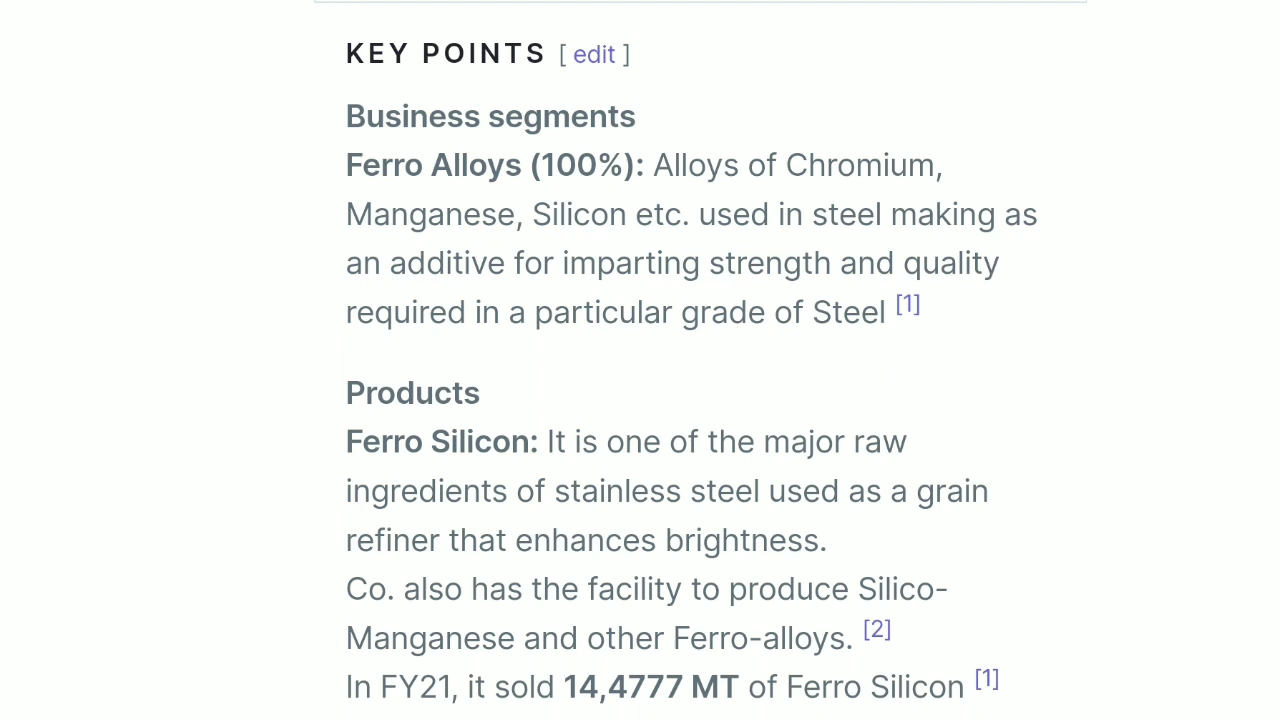 KEY POINTS [ edit ]
Business segments
Ferro Alloys (100%): Alloys of Chromium,
Manganese, Silicon etc. used in steel making as
an additive for imparting strength and quality
required in a particular grade of Steel [1]
Products
Ferro Silicon: It is one of the major raw
ingredients of stainless steel used as a grain
refiner that enhances brightness.
Co. also has the facility to produce Silico-
Manganese and other Ferro-alloys. [2]
In FY21, it sold 14,4777 MT of Ferro Silicon [1]